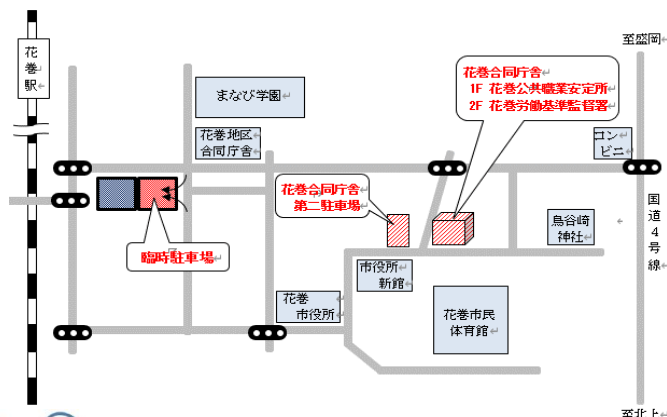 花巻駅
至盛岡
まなび学園
花巻地区
合同庁舎
花巻合同庁舎
1F 花巻公共職業安定所
2F 花巻労働基準監督署
コン
ビニ
花巻合同庁舎
第二駐車場
国道4号線
鳥谷崎
神社
臨時駐車場
市役所
新館
花巻
市役所
花巻市民
体育館
至北上